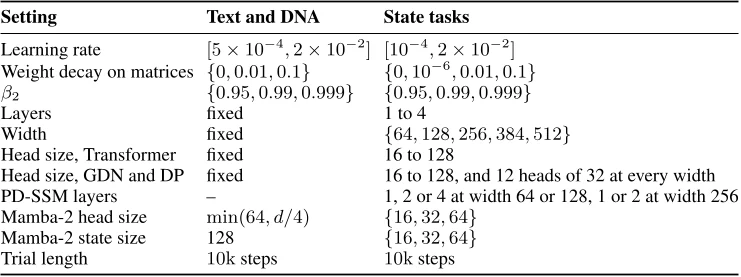 Setting Text and DNA State tasks
Learning rate [5 × 10⁻⁴, 2 × 10⁻²] [10⁻⁴, 2 × 10⁻²]
Weight decay on matrices {0, 0.01, 0.1} {0, 10⁻⁶, 0.01, 0.1}
β₂ {0.95, 0.99, 0.999} {0.95, 0.99, 0.999}
Layers fixed 1 to 4
Width fixed {64, 128, 256, 384, 512}
Head size, Transformer fixed 16 to 128
Head size, GDN and DP fixed 16 to 128, and 12 heads of 32 at every width
PD-SSM layers – 1, 2 or 4 at width 64 or 128, 1 or 2 at width 256
Mamba-2 head size min(64, d/4) {16, 32, 64}
Mamba-2 state size 128 {16, 32, 64}
Trial length 10k steps 10k steps